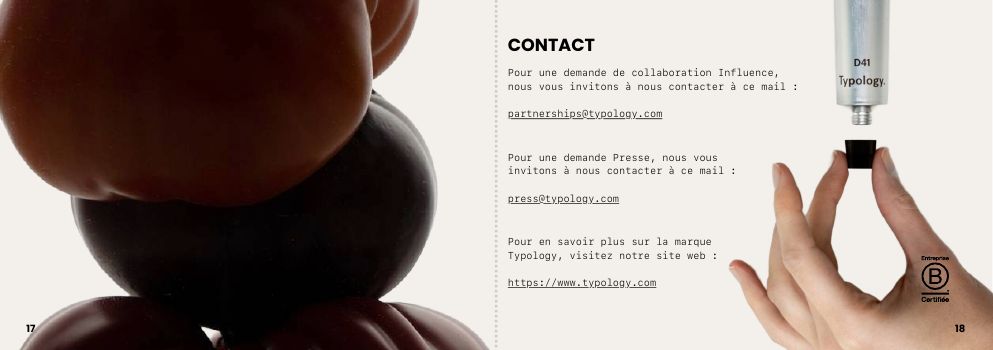 CONTACT
Pour une demande de collaboration Influence,
nous vous invitons à nous contacter à ce mail :
partnerships@typology.com
Pour une demande Presse, nous vous
invitons à nous contacter à ce mail :
press@typology.com
Pour en savoir plus sur la marque
Typology, visitez notre site web :
https://www.typology.com
D41
Typology.
Entreprise
B
Certifiée
17
18